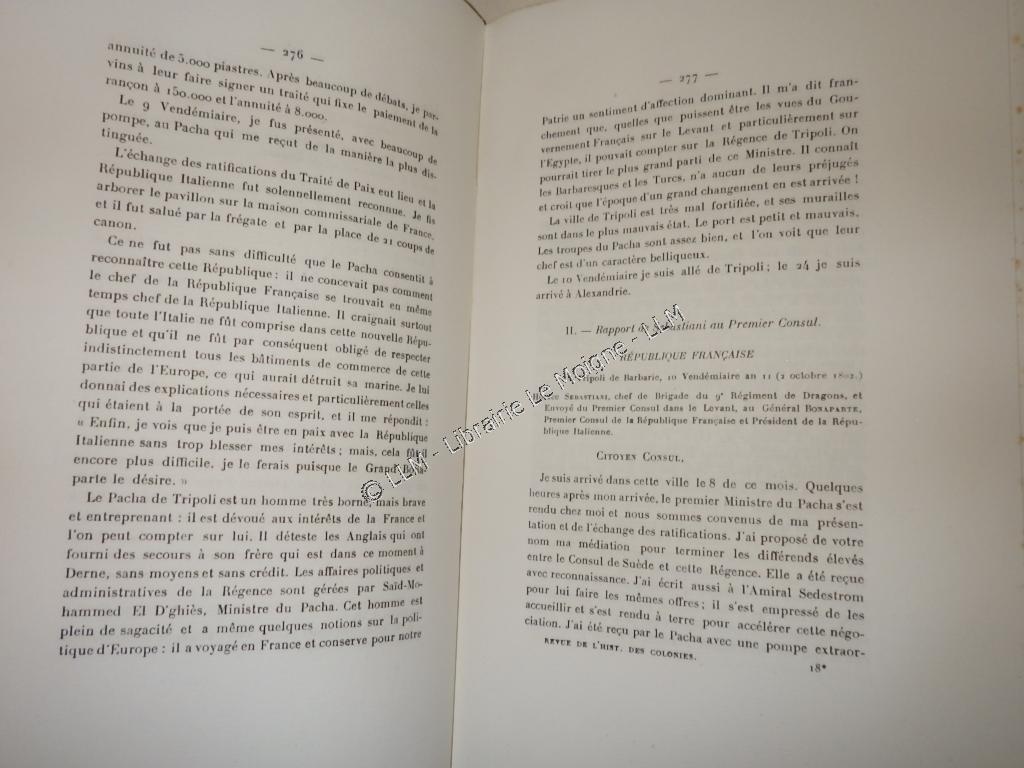 — 276 —
annuité de 5.000 piastres. Après beaucoup de débats, je par-
vins à leur faire signer un traité qui fixe le paiement de la
rançon à 150.000 et l'annuité à 8.000.
Le 9 Vendémiaire, je fus présenté, avec beaucoup de
pompe, au Pacha qui me reçut de la manière la plus dis-
tinguée.
L'échange des ratifications du Traité de Paix eut lieu et la
République Italienne fut solennellement reconnue. Je fis
arborer le pavillon sur la maison commissariale de France,
et il fut salué par la frégate et par la place de 21 coups de
canon.
Ce ne fut pas sans difficulté que le Pacha consentit à
reconnaître cette République : il ne concevait pas comment
le chef de la République Française se trouvait en même
temps chef de la République Italienne. Il craignait surtout
que toute l'Italie ne fût comprise dans cette nouvelle Répu-
blique et qu'il ne fût par conséquent obligé de respecter
indistinctement tous les bâtiments de commerce de cette
partie de l'Europe, ce qui aurait détruit sa marine. Je lui
donnai des explications nécessaires et particulièrement celles
qui étaient à la portée de son esprit, et il me répondit :
« Enfin, je vois que je puis être en paix avec la République
Italienne sans trop blesser mes intérêts ; mais, cela fût-il
encore plus difficile, je le ferais puisque le Grand
parte le désire. »
Le Pacha de Tripoli est un homme très borné, mais brave
et entreprenant : il est dévoué aux intérêts de la France et
l'on peut compter sur lui. Il déteste les Anglais qui ont
fourni des secours à son frère qui est dans ce moment à
Derne, sans moyens et sans crédit. Les affaires politiques et
administratives de la Régence sont gérées par Saïd-Mo-
hammed El D'ghiès, Ministre du Pacha. Cet homme est
plein de sagacité et a même quelques notions sur la poli-
tique d'Europe : il a voyagé en France et conserve pour notre
— 277 —
Patrie un sentiment d'affection dominant. Il m'a dit fran-
chement que, quelles que puissent être les vues du Gou-
vernement Français sur le Levant et particulièrement sur
l'Egypte, il pouvait compter sur la Régence de Tripoli. On
pourrait tirer le plus grand parti de ce Ministre. Il connaît
les Barbaresques et les Turcs, n'a aucun de leurs préjugés
et croit que l'époque d'un grand changement en est arrivée !
La ville de Tripoli est très mal fortifiée, et ses murailles
sont dans le plus mauvais état. Le port est petit et mauvais.
Les troupes du Pacha sont assez bien, et l'on voit que leur
chef est d'un caractère belliqueux.
Le 10 Vendémiaire je suis allé de Tripoli ; le 24 je suis
arrivé à Alexandrie.
II. — Rapport de Sébastiani au Premier Consul.
RÉPUBLIQUE FRANÇAISE
Tripoli de Barbarie, 10 Vendémiaire an 11 (2 octobre 1802.)
SEBASTIANI, chef de Brigade du 9e Régiment de Dragons, et
Envoyé du Premier Consul dans le Levant, au Général BONAPARTE,
Premier Consul de la République Française et Président de la Répu-
blique Italienne.
CITOYEN CONSUL,
Je suis arrivé dans cette ville le 8 de ce mois. Quelques
heures après mon arrivée, le premier Ministre du Pacha s'est
rendu chez moi et nous sommes convenus de ma présen-
tation et de l'échange des ratifications. J'ai proposé de votre
nom ma médiation pour terminer les différends élevés
entre le Consul de Suède et cette Régence. Elle a été reçue
avec reconnaissance. J'ai écrit aussi à l'Amiral Sedestrom
pour lui faire les mêmes offres ; il s'est empressé de les
accueillir et s'est rendu à terre pour accélérer cette négo-
ciation. J'ai été reçu par le Pacha avec une pompe extraor-
REVUE DE L'HIST. DES COLONIES.
18*
© LLM - Librairie Le Moigne - LLM